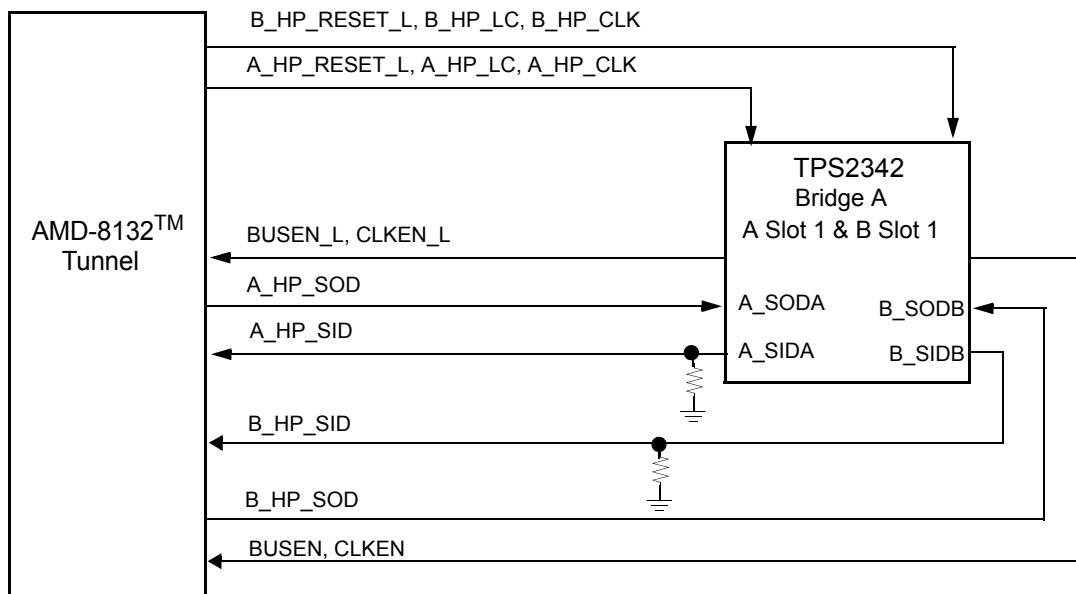 B_HP_RESET_L, B_HP_LC, B_HP_CLK
A_HP_RESET_L, A_HP_LC, A_HP_CLK
TPS2342
Bridge A
A Slot 1 & B Slot 1
AMD-8132TM
Tunnel
BUSEN_L, CLKEN_L
A_HP_SOD
A_SODA
B_SODB
A_HP_SID
A_SIDA
B_SIDB
B_HP_SID
B_HP_SOD
BUSEN, CLKEN